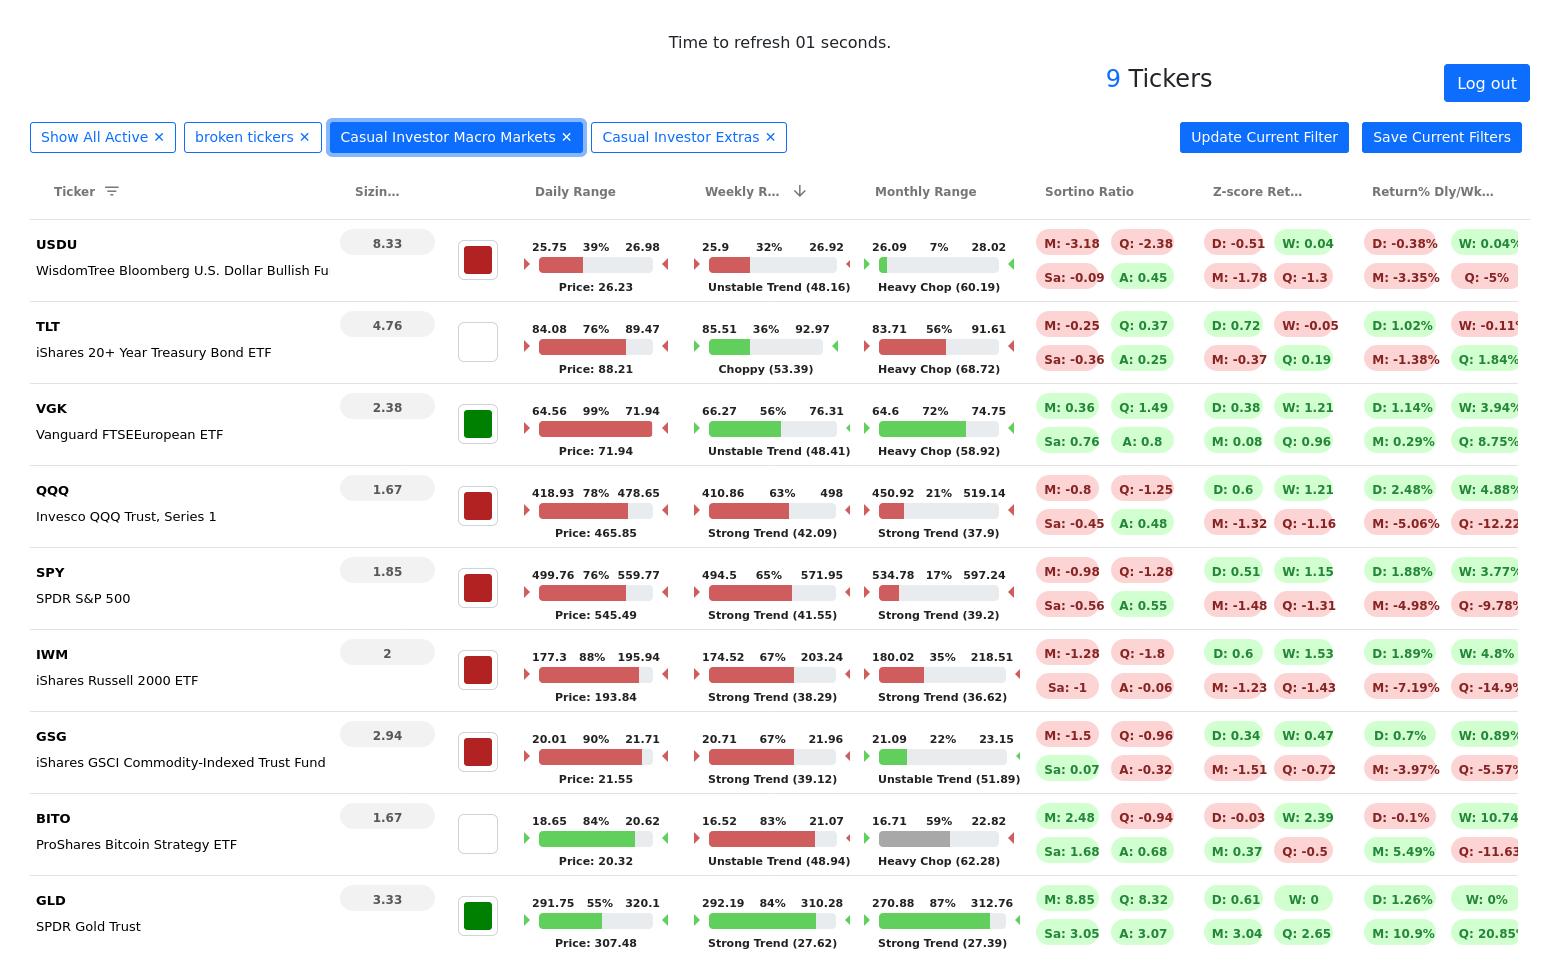 Time to refresh 01 seconds.
9 Tickers
Log out
Show All Active ✕ broken tickers ✕ Casual Investor Macro Markets ✕ Casual Investor Extras ✕ Update Current Filter Save Current Filters
Ticker Sizin... Daily Range Weekly R... Monthly Range Sortino Ratio Z-score Ret... Return% Dly/Wk...
USDU 8.33 25.75 39% 26.98 25.9 32% 26.92 26.09 7% 28.02 M: -3.18 Q: -2.38 D: -0.51 W: 0.04 D: -0.38% W: 0.04%
WisdomTree Bloomberg U.S. Dollar Bullish Fu Sa: -0.09 A: 0.45 M: -1.78 Q: -1.3 M: -3.35% Q: -5%
Price: 26.23 Unstable Trend (48.16) Heavy Chop (60.19)
TLT 4.76 84.08 76% 89.47 85.51 36% 92.97 83.71 56% 91.61 M: -0.25 Q: 0.37 D: 0.72 W: -0.05 D: 1.02% W: -0.11%
iShares 20+ Year Treasury Bond ETF Sa: -0.36 A: 0.25 M: -0.37 Q: 0.19 M: -1.38% Q: 1.84%
Price: 88.21 Choppy (53.39) Heavy Chop (68.72)
VGK 2.38 64.56 99% 71.94 66.27 56% 76.31 64.6 72% 74.75 M: 0.36 Q: 1.49 D: 0.38 W: 1.21 D: 1.14% W: 3.94%
Vanguard FTSEEuropean ETF Sa: 0.76 A: 0.8 M: 0.08 Q: 0.96 M: 0.29% Q: 8.75%
Price: 71.94 Unstable Trend (48.41) Heavy Chop (58.92)
QQQ 1.67 418.93 78% 478.65 410.86 63% 498 450.92 21% 519.14 M: -0.8 Q: -1.25 D: 0.6 W: 1.21 D: 2.48% W: 4.88%
Invesco QQQ Trust, Series 1 Sa: -0.45 A: 0.48 M: -1.32 Q: -1.16 M: -5.06% Q: -12.22
Price: 465.85 Strong Trend (42.09) Strong Trend (37.9)
SPY 1.85 499.76 76% 559.77 494.5 65% 571.95 534.78 17% 597.24 M: -0.98 Q: -1.28 D: 0.51 W: 1.15 D: 1.88% W: 3.77%
SPDR S&P 500 Sa: -0.56 A: 0.55 M: -1.48 Q: -1.31 M: -4.98% Q: -9.78%
Price: 545.49 Strong Trend (41.55) Strong Trend (39.2)
IWM 2 177.3 88% 195.94 174.52 67% 203.24 180.02 35% 218.51 M: -1.28 Q: -1.8 D: 0.6 W: 1.53 D: 1.89% W: 4.8%
iShares Russell 2000 ETF Sa: -1 A: -0.06 M: -1.23 Q: -1.43 M: -7.19% Q: -14.9%
Price: 193.84 Strong Trend (38.29) Strong Trend (36.62)
GSG 2.94 20.01 90% 21.71 20.71 67% 21.96 21.09 22% 23.15 M: -1.5 Q: -0.96 D: 0.34 W: 0.47 D: 0.7% W: 0.89%
iShares GSCI Commodity-Indexed Trust Fund Sa: 0.07 A: -0.32 M: -1.51 Q: -0.72 M: -3.97% Q: -5.57%
Price: 21.55 Strong Trend (39.12) Unstable Trend (51.89)
BITO 1.67 18.65 84% 20.62 16.52 83% 21.07 16.71 59% 22.82 M: 2.48 Q: -0.94 D: -0.03 W: 2.39 D: -0.1% W: 10.74
ProShares Bitcoin Strategy ETF Sa: 1.68 A: 0.68 M: 0.37 Q: -0.5 M: 5.49% Q: -11.63
Price: 20.32 Unstable Trend (48.94) Heavy Chop (62.28)
GLD 3.33 291.75 55% 320.1 292.19 84% 310.28 270.88 87% 312.76 M: 8.85 Q: 8.32 D: 0.61 W: 0 D: 1.26% W: 0%
SPDR Gold Trust Sa: 3.05 A: 3.07 M: 3.04 Q: 2.65 M: 10.9% Q: 20.85%
Price: 307.48 Strong Trend (27.62) Strong Trend (27.39)